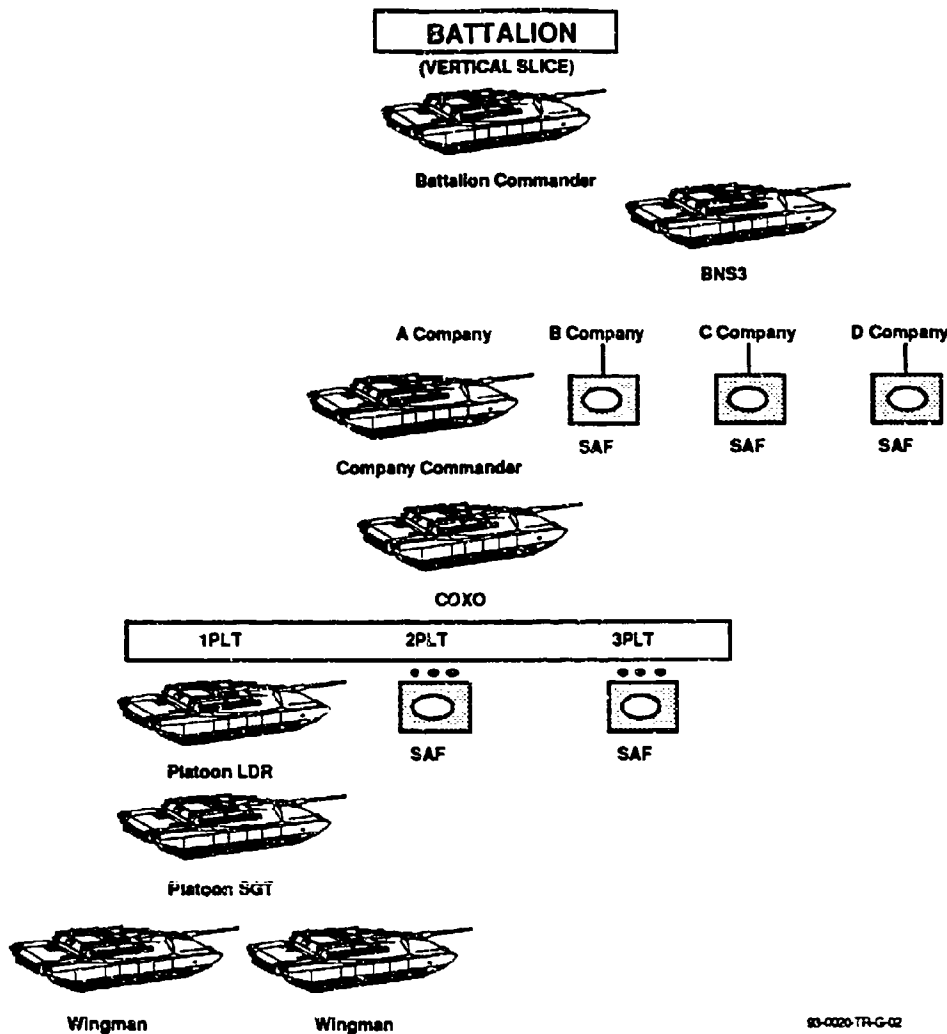 BATTALION
(VERTICAL SLICE)
Battalion Commander
BNS3
A Company B Company C Company D Company
SAF SAF SAF
Company Commander
COXO
1PLT 2PLT 3PLT
SAF SAF
Platoon LDR
Platoon SGT
Wingman Wingman
93-0020-TR-G-02